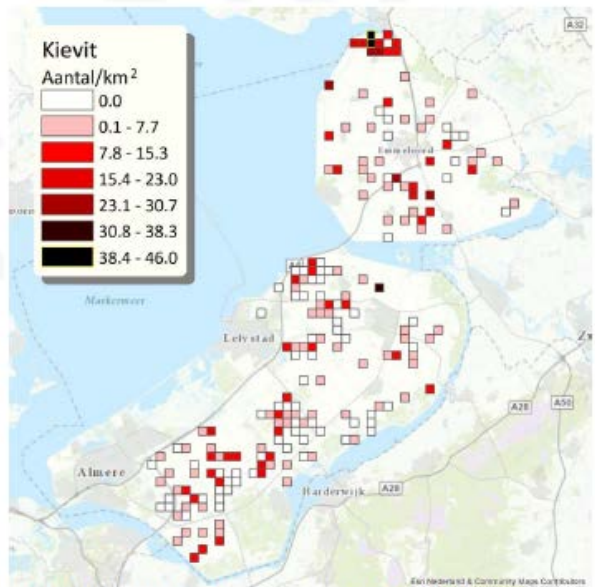 Kievit
Aantal/km²
0.0
0.1 - 7.7
7.8 - 15.3
15.4 - 23.0
23.1 - 30.7
30.8 - 38.3
38.4 - 46.0
A32
Emmeloord
Markermeer
Lelystad
A28
A50
Almere
Harderwijk
A28
Esri Nederland & Community Maps Contributors